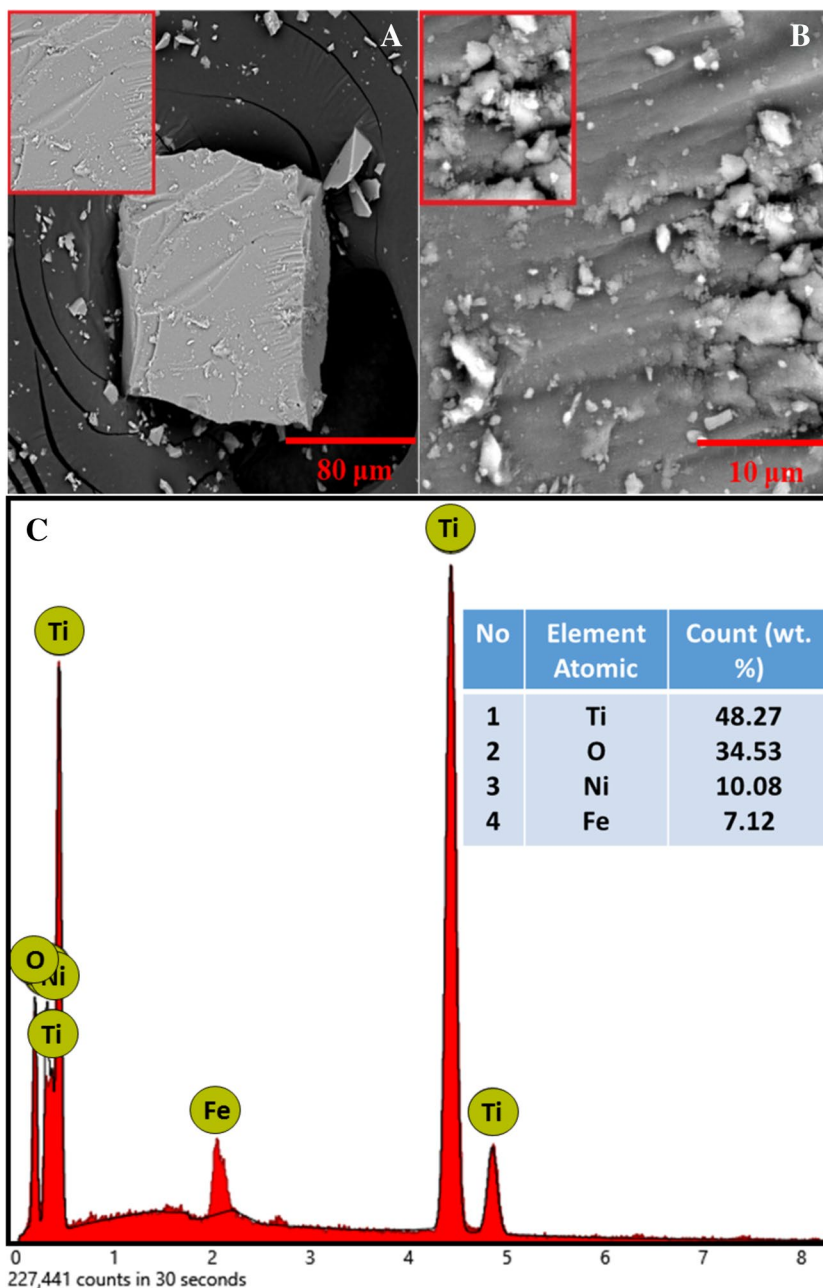 A
B
80 μm
10 μm
C
Ti
Ti
No Element Atomic Count (wt. %)
1 Ti 48.27
2 O 34.53
3 Ni 10.08
4 Fe 7.12
O
Ni
Ti
Fe
Ti
0 1 2 3 4 5 6 7 8
227,441 counts in 30 seconds